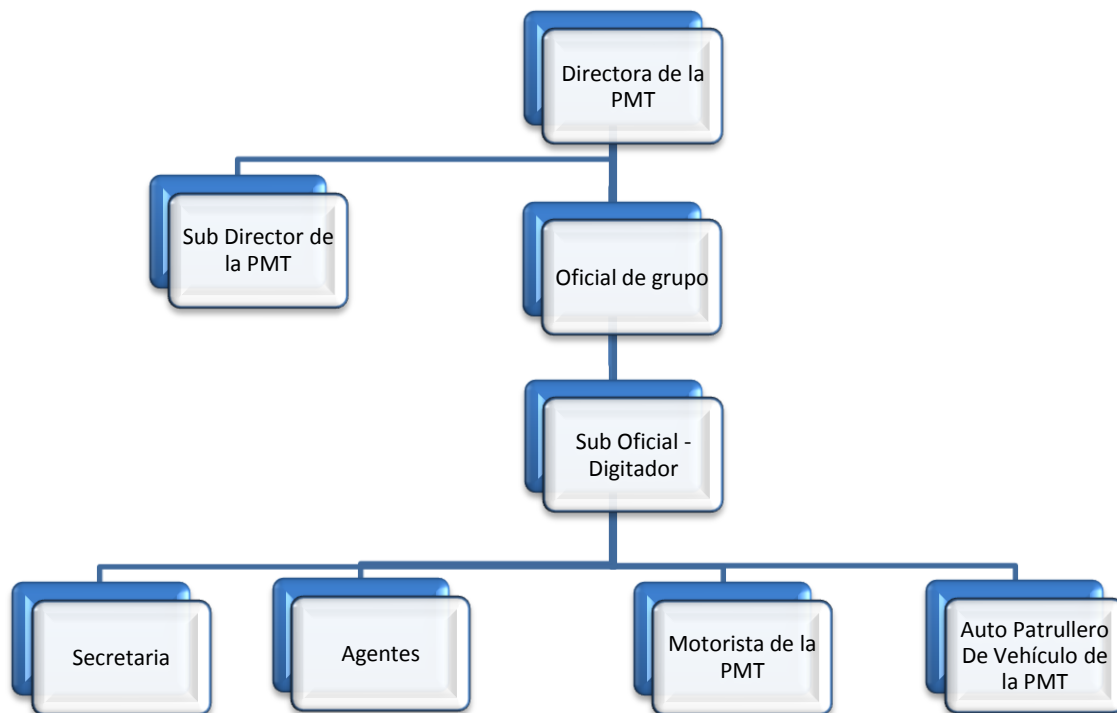 Directora de la
PMT
Sub Director de
la PMT
Oficial de grupo
Sub Oficial -
Digitador
Secretaria
Agentes
Motorista de la
PMT
Auto Patrullero
De Vehículo de
la PMT